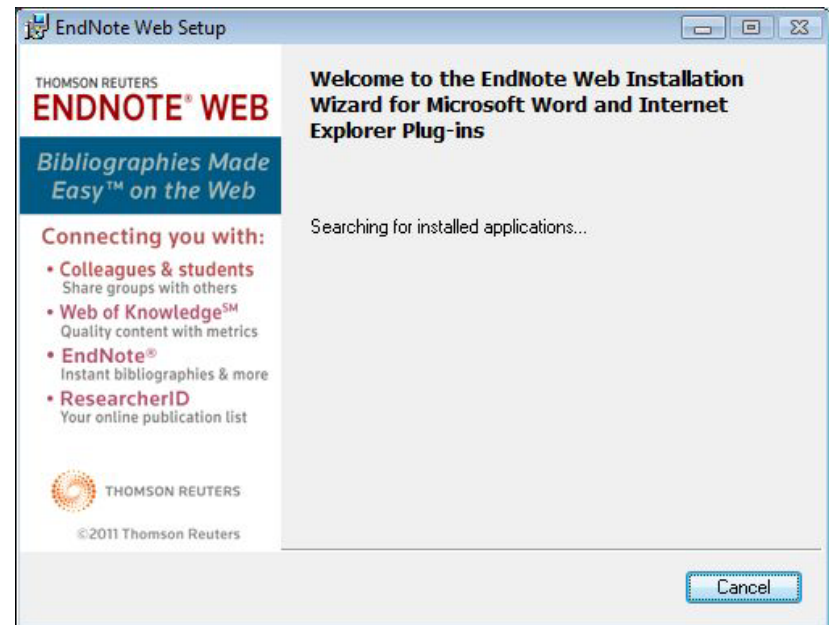 EndNote Web Setup
THOMSON REUTERS
ENDNOTE® WEB
Bibliographies Made
Easy™ on the Web
Connecting you with:
• Colleagues & students
Share groups with others
• Web of Knowledge℠
Quality content with metrics
• EndNote®
Instant bibliographies & more
• ResearcherID
Your online publication list
THOMSON REUTERS
©2011 Thomson Reuters
Welcome to the EndNote Web Installation
Wizard for Microsoft Word and Internet
Explorer Plug-ins
Searching for installed applications...
Cancel